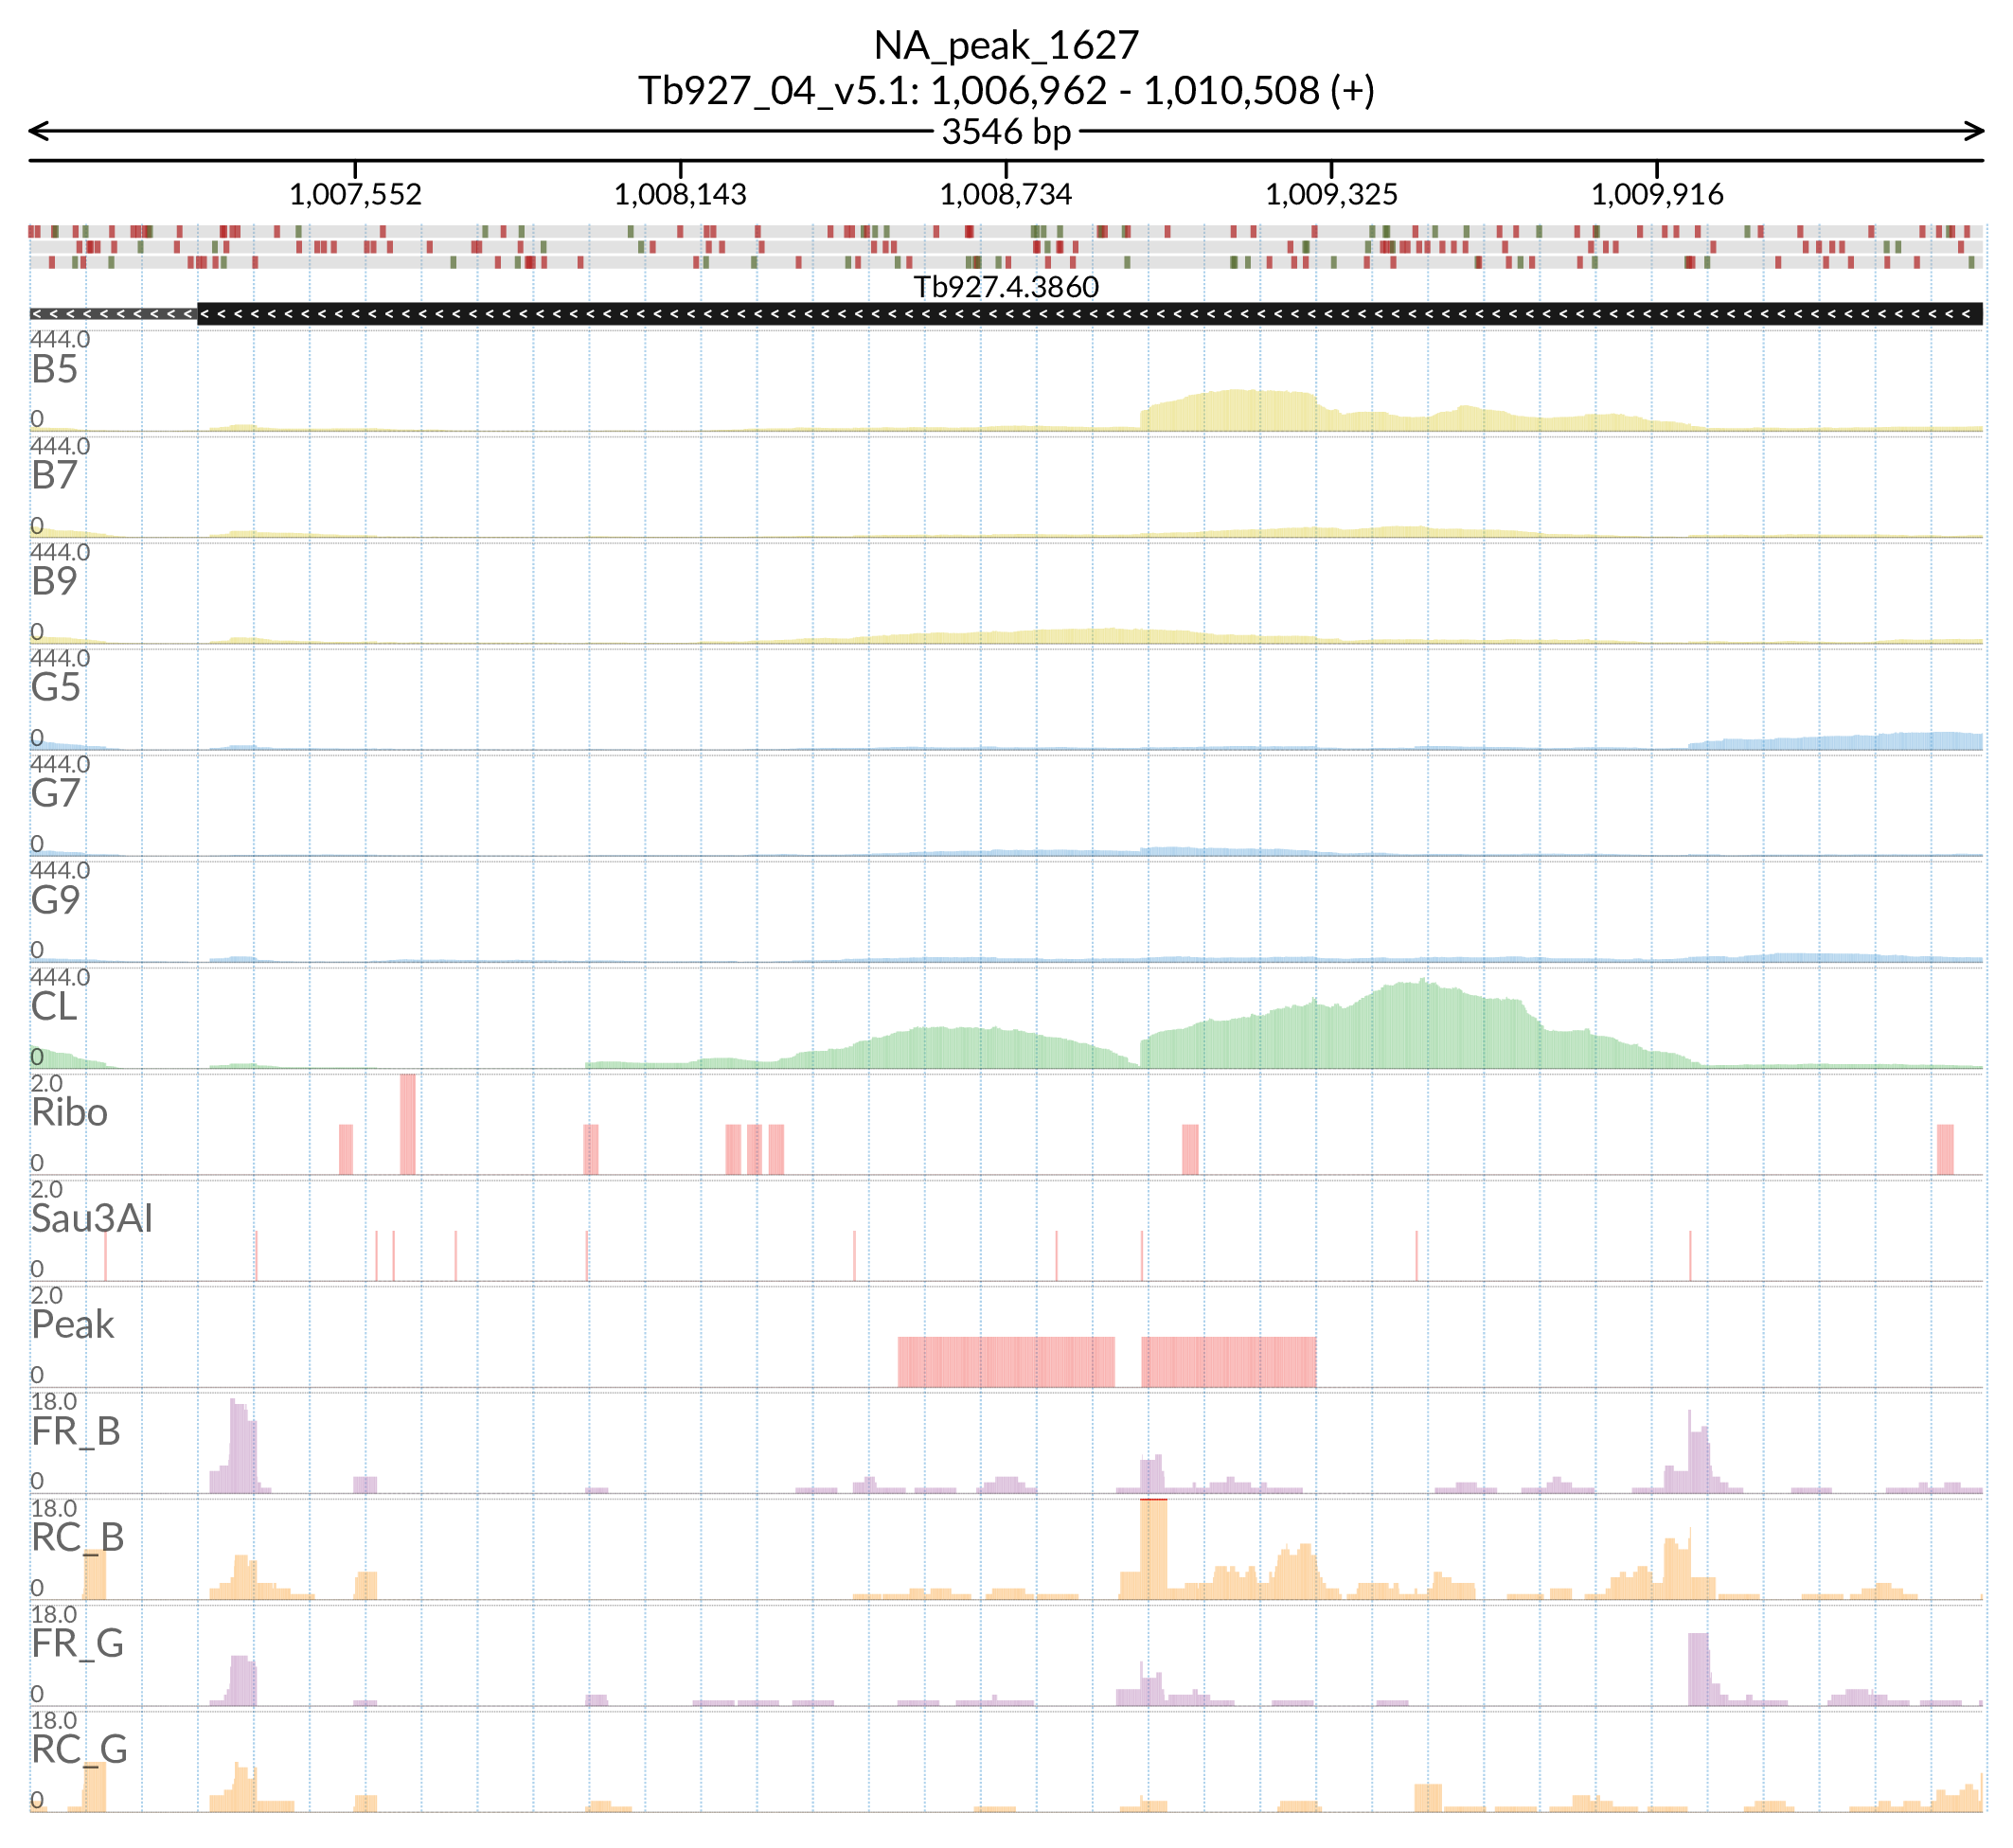 NA_peak_1627
Tb927_04_v5.1: 1,006,962 - 1,010,508 (+)
3546 bp
1,007,552 1,008,143 1,008,734 1,009,325 1,009,916
Tb927.4.3860
444.0
B5
0
444.0
B7
0
444.0
B9
0
444.0
G5
0
444.0
G7
0
444.0
G9
0
444.0
CL
0
2.0
Ribo
0
2.0
Sau3AI
0
2.0
Peak
0
18.0
FR_B
0
18.0
RC_B
0
18.0
FR_G
0
18.0
RC_G
0